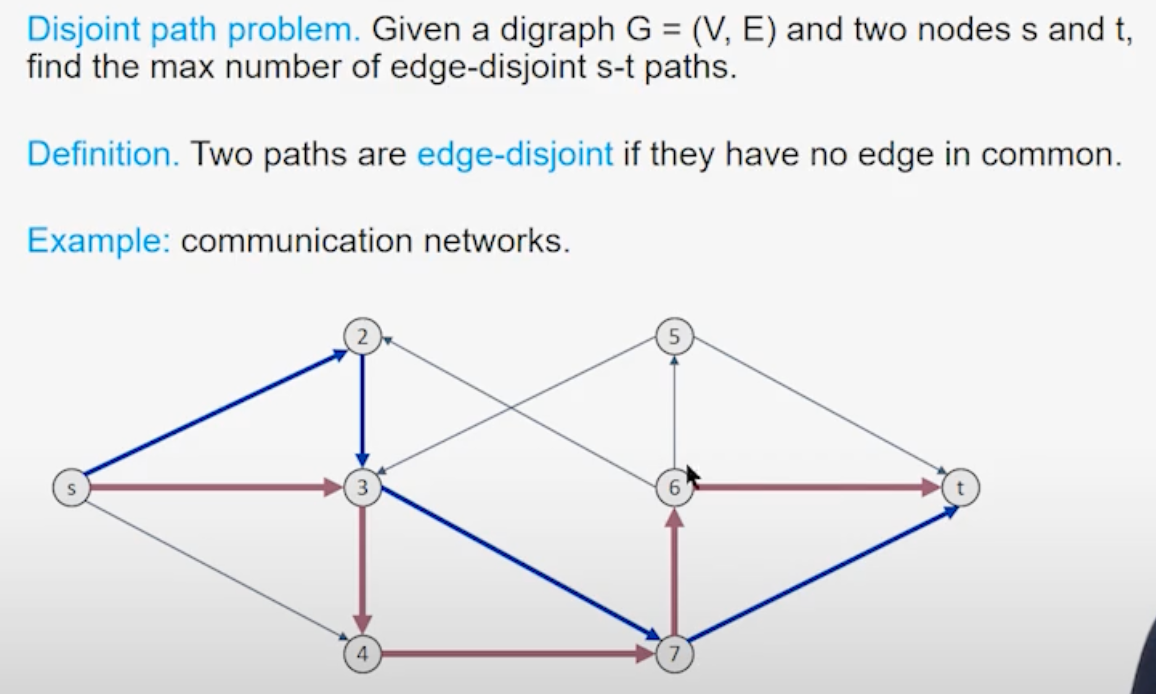 Disjoint path problem. Given a digraph G = (V, E) and two nodes s and t,
find the max number of edge-disjoint s-t paths.
Definition. Two paths are edge-disjoint if they have no edge in common.
Example: communication networks.
2
5
s
3
6
t
4
7